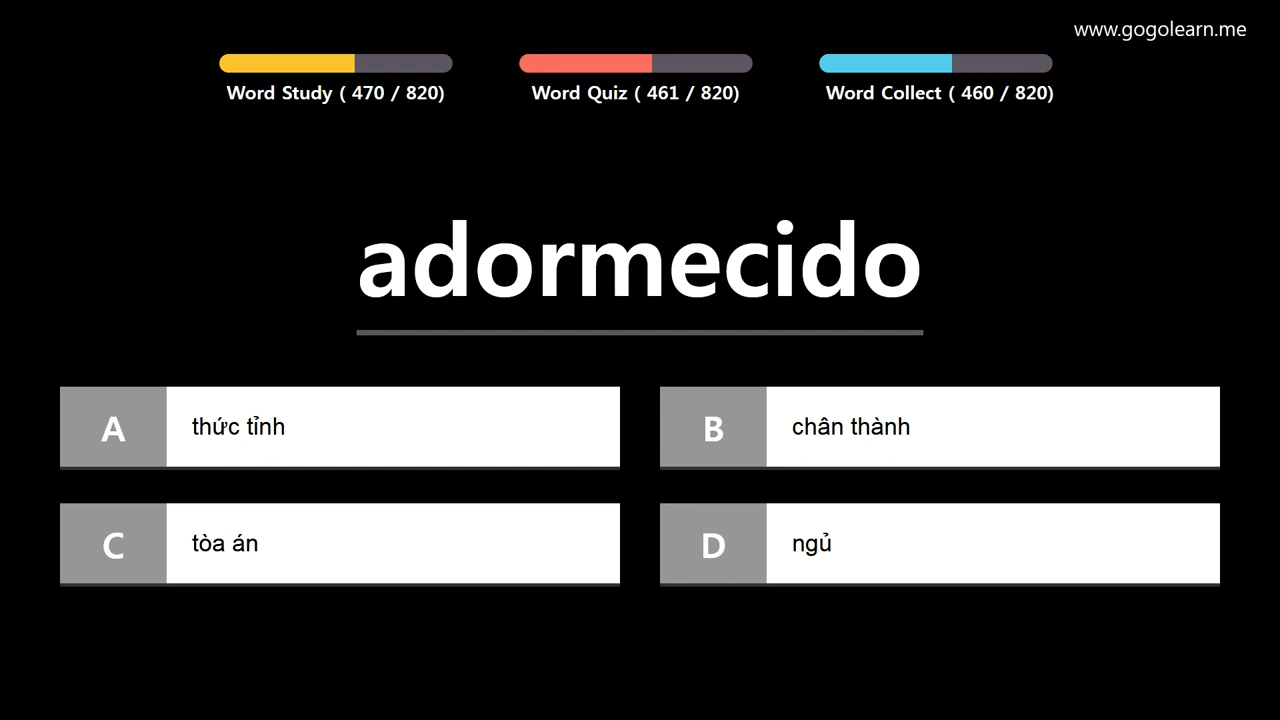 www.gogolearn.me
Word Study ( 470 / 820)
Word Quiz ( 461 / 820)
Word Collect ( 460 / 820)
adormecido
A thức tỉnh
B chân thành
C tòa án
D ngủ